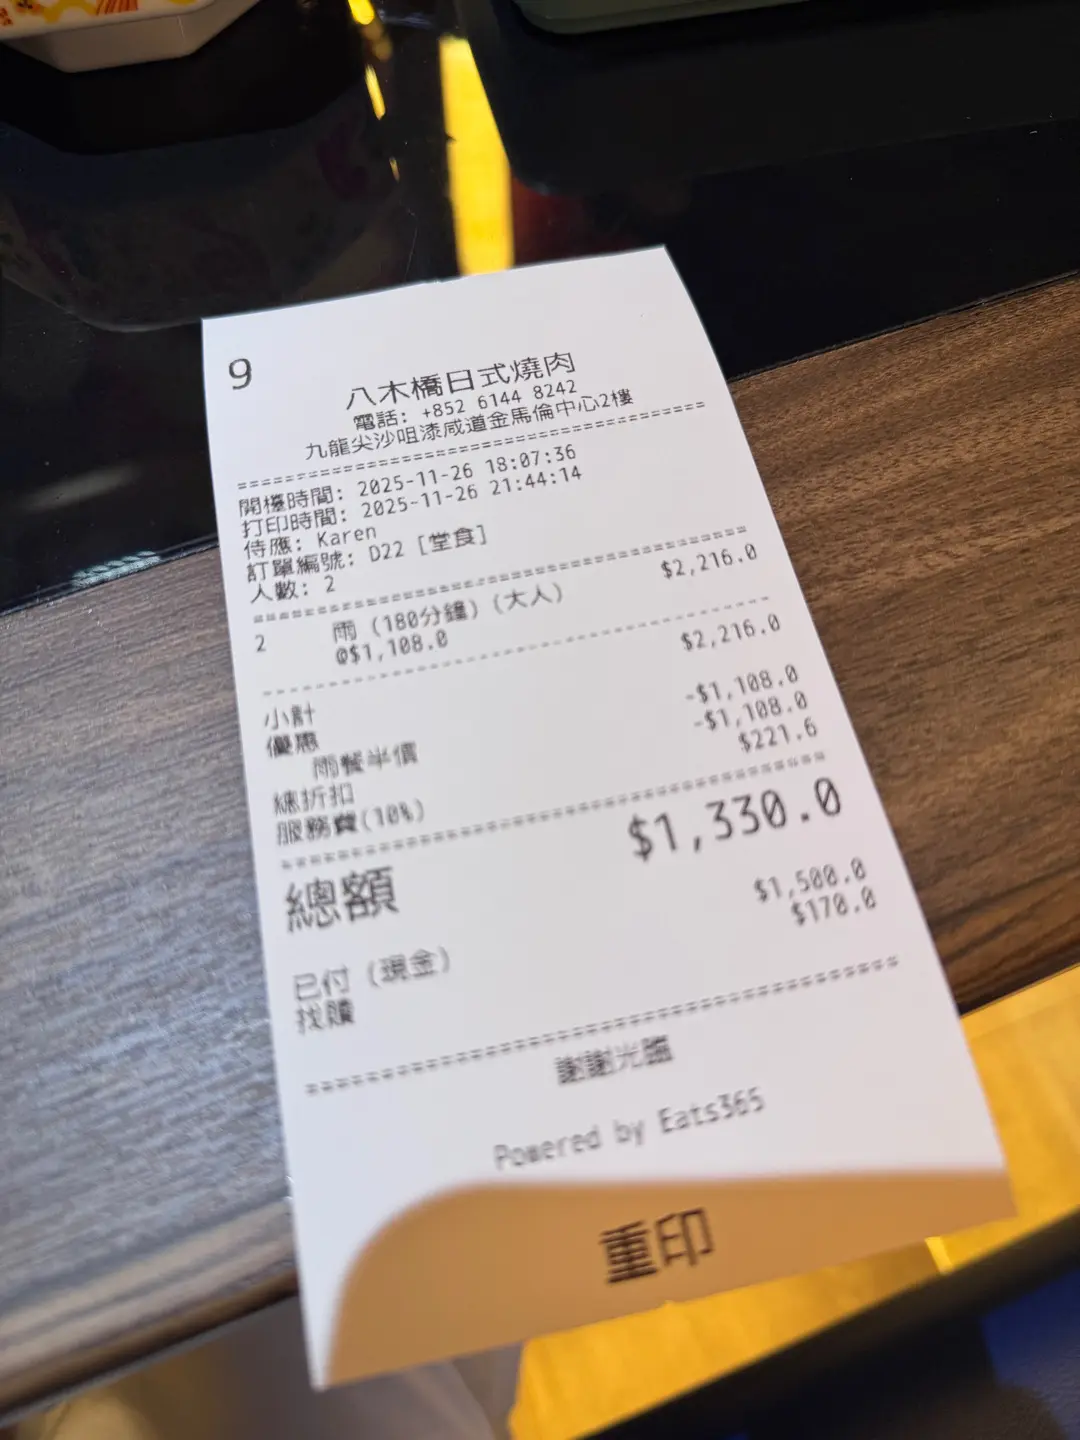 9
八木橋日式燒肉
電話: +852 6144 8242
九龍尖沙咀漆咸道金馬倫中心2樓
開檯時間: 2025-11-26 18:07:36
打印時間: 2025-11-26 21:44:14
侍應: Karen
訂單編號: D22 [堂食]
人數: 2
2 雨 (180分鐘) (大人) $2,216.0
@$1,108.0
小計 $2,216.0
優惠
雨餐半價 -$1,108.0
總折扣 -$1,108.0
服務費(10%) $221.6
總額 $1,330.0
已付 (現金) $1,500.0
找贖 $170.0
謝謝光臨
Powered by Eats365
重印